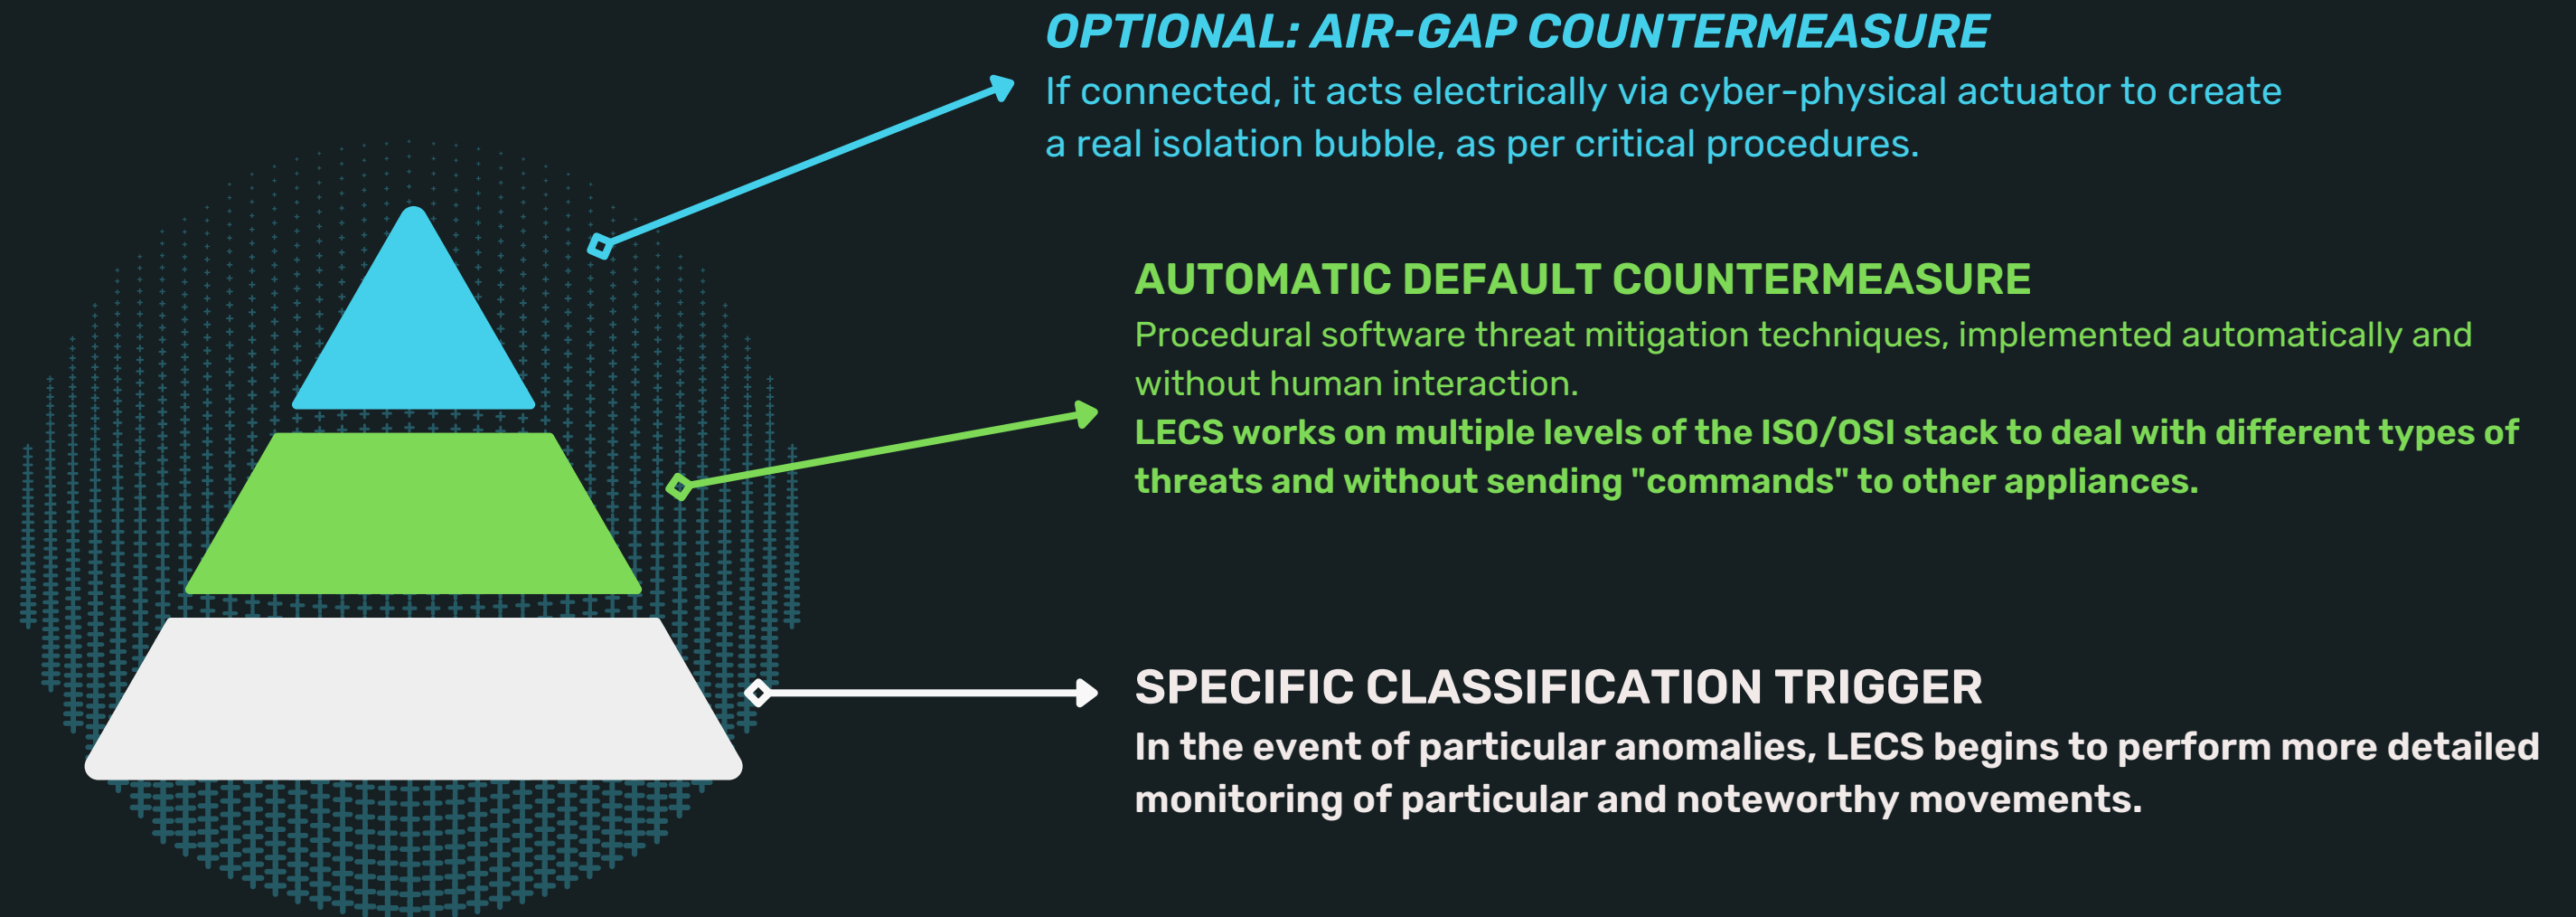 OPTIONAL: AIR-GAP COUNTERMEASURE
If connected, it acts electrically via cyber-physical actuator to create
a real isolation bubble, as per critical procedures.
AUTOMATIC DEFAULT COUNTERMEASURE
Procedural software threat mitigation techniques, implemented automatically and
without human interaction.
LECS works on multiple levels of the ISO/OSI stack to deal with different types of
threats and without sending "commands" to other appliances.
SPECIFIC CLASSIFICATION TRIGGER
In the event of particular anomalies, LECS begins to perform more detailed
monitoring of particular and noteworthy movements.